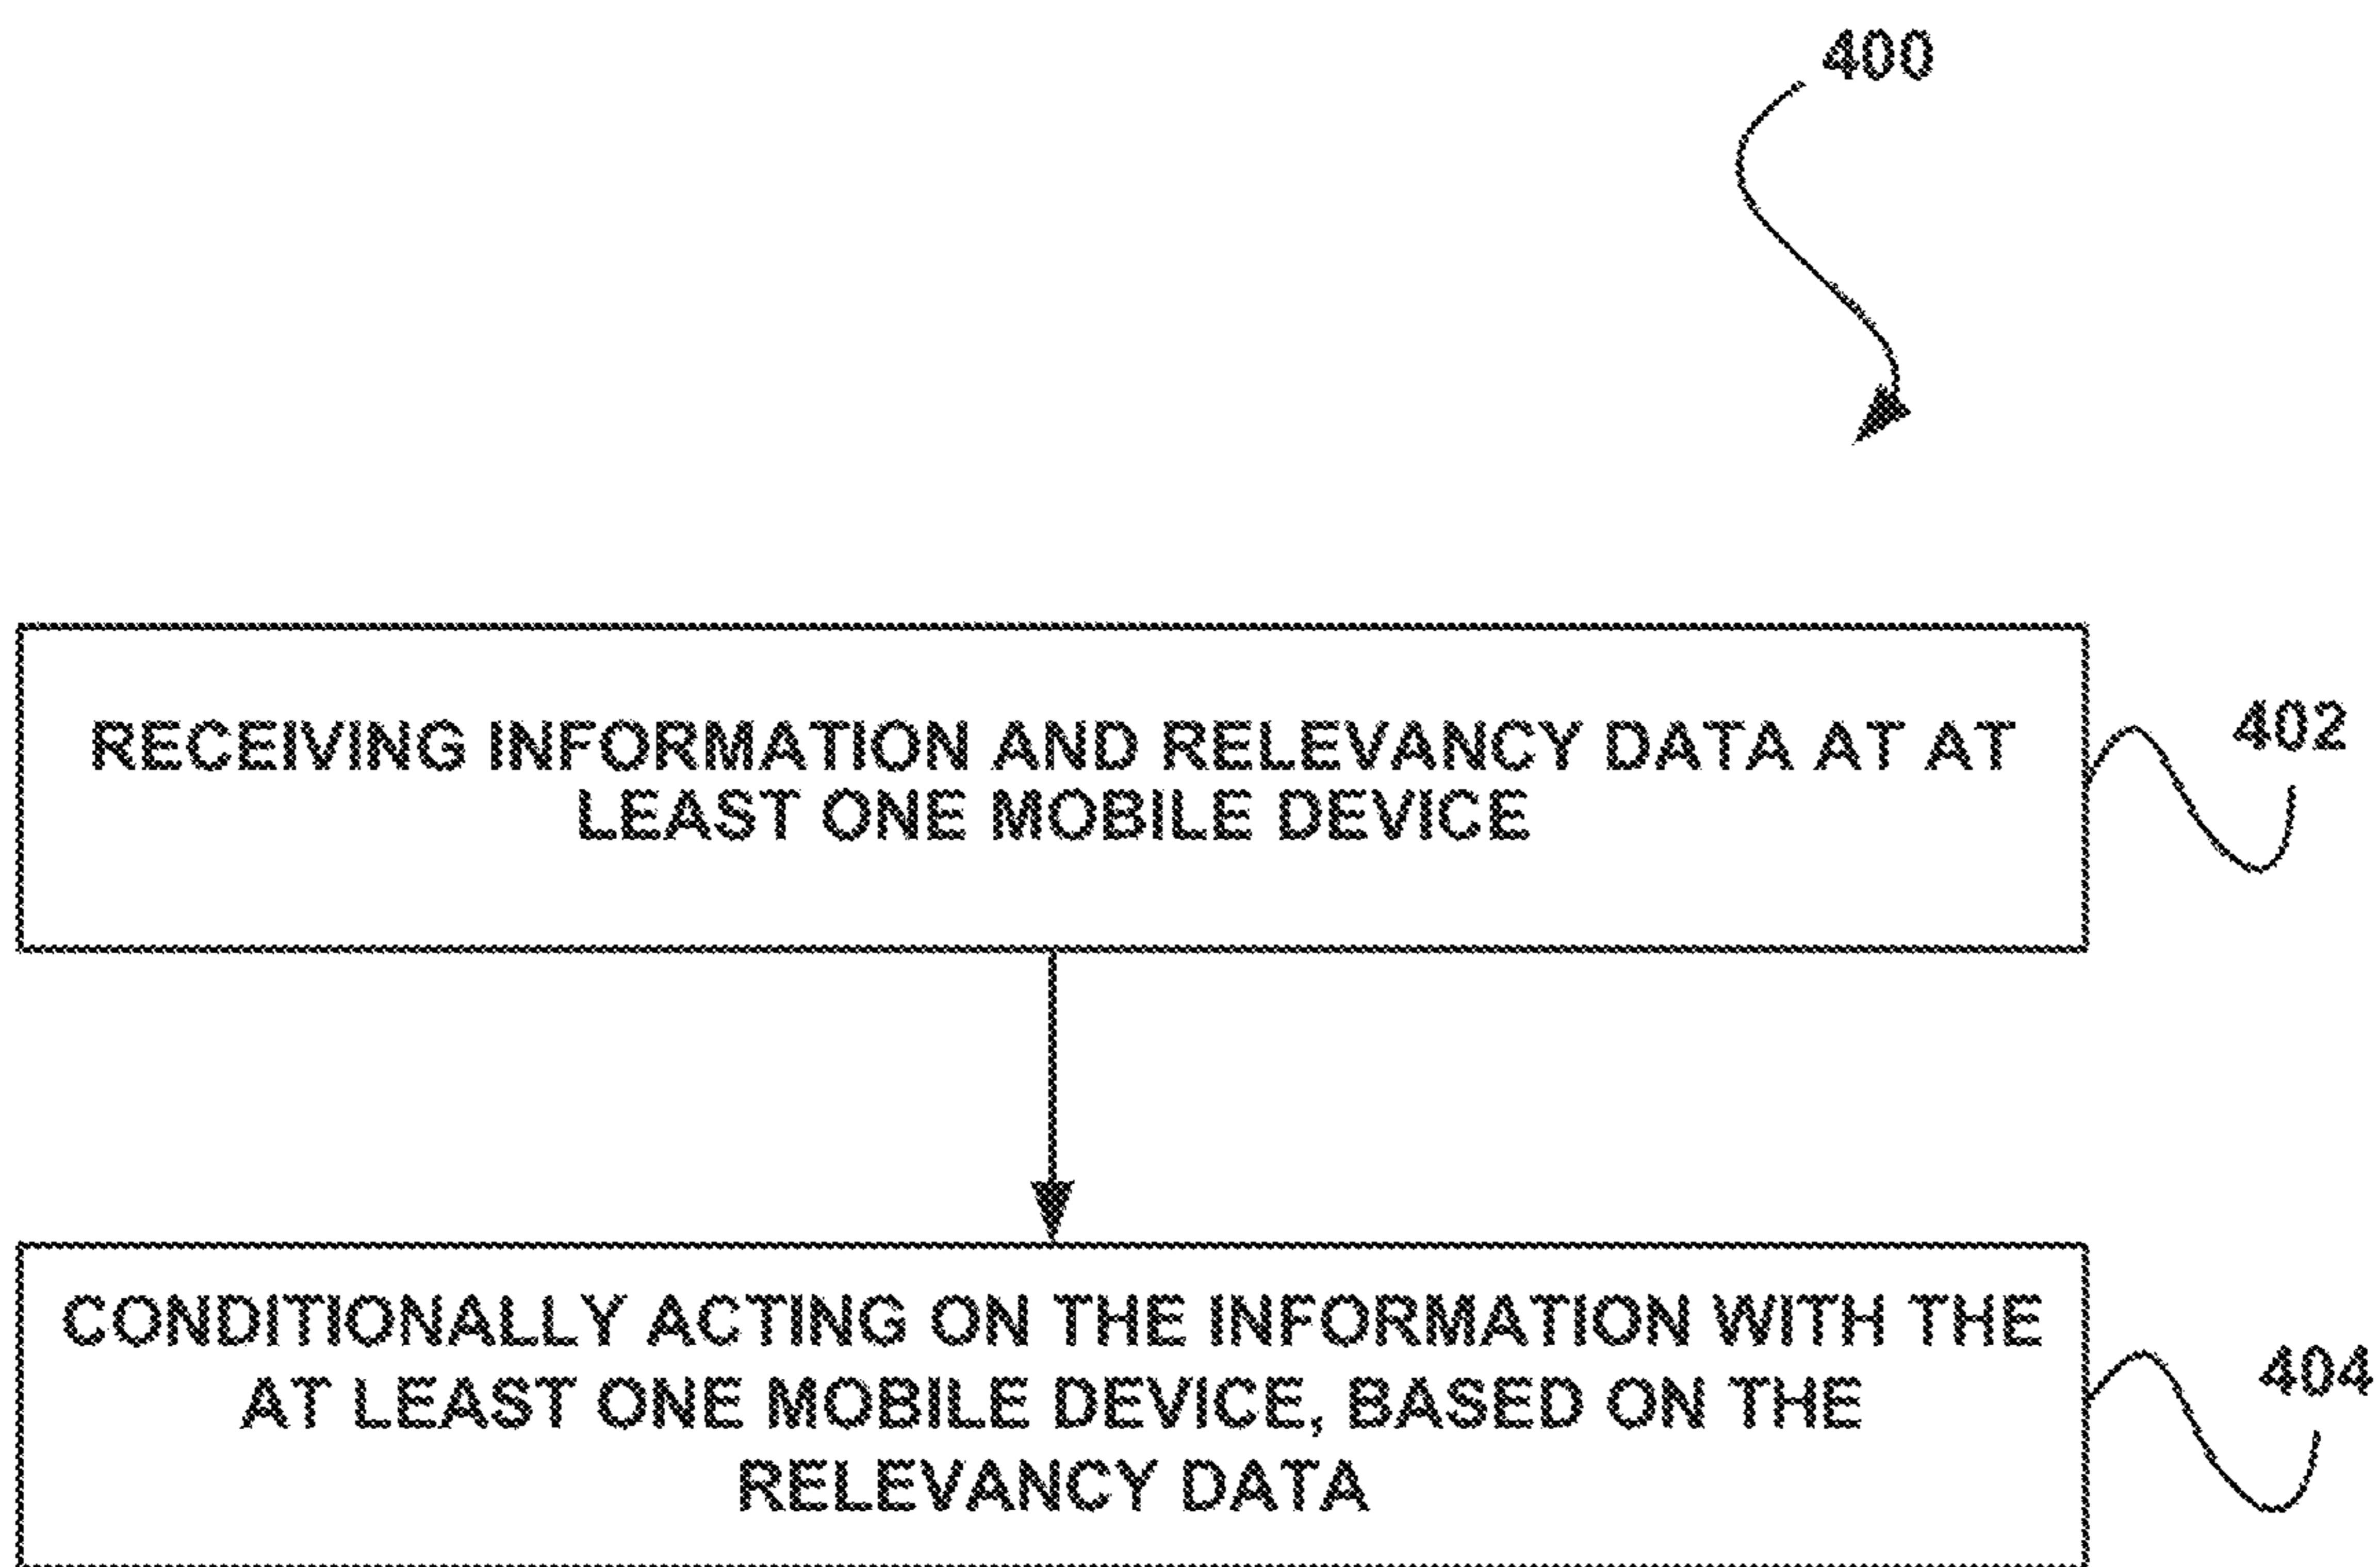 400
RECEIVING INFORMATION AND RELEVANCY DATA AT AT
LEAST ONE MOBILE DEVICE
402
CONDITIONALLY ACTING ON THE INFORMATION WITH THE
AT LEAST ONE MOBILE DEVICE, BASED ON THE
RELEVANCY DATA
404